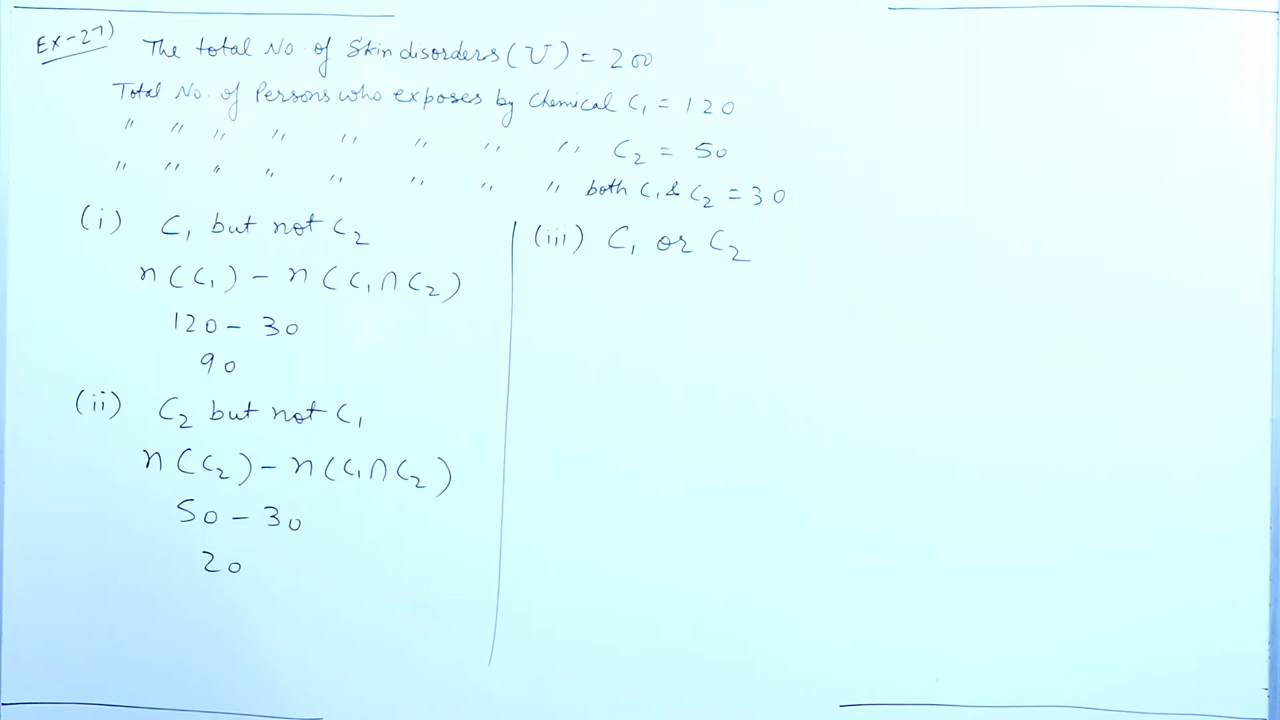 Ex-27) The total No. of Skin disorders (U) = 200
Total No. of Persons who exposes by Chemical C₁ = 120
" " " " " " " " C₂ = 50
" " " " " " " " both C₁ & C₂ = 30
(i) C₁ but not C₂
n(C₁) - n(C₁∩C₂)
120 - 30
90
(ii) C₂ but not C₁
n(C₂) - n(C₁∩C₂)
50 - 30
20
(iii) C₁ or C₂